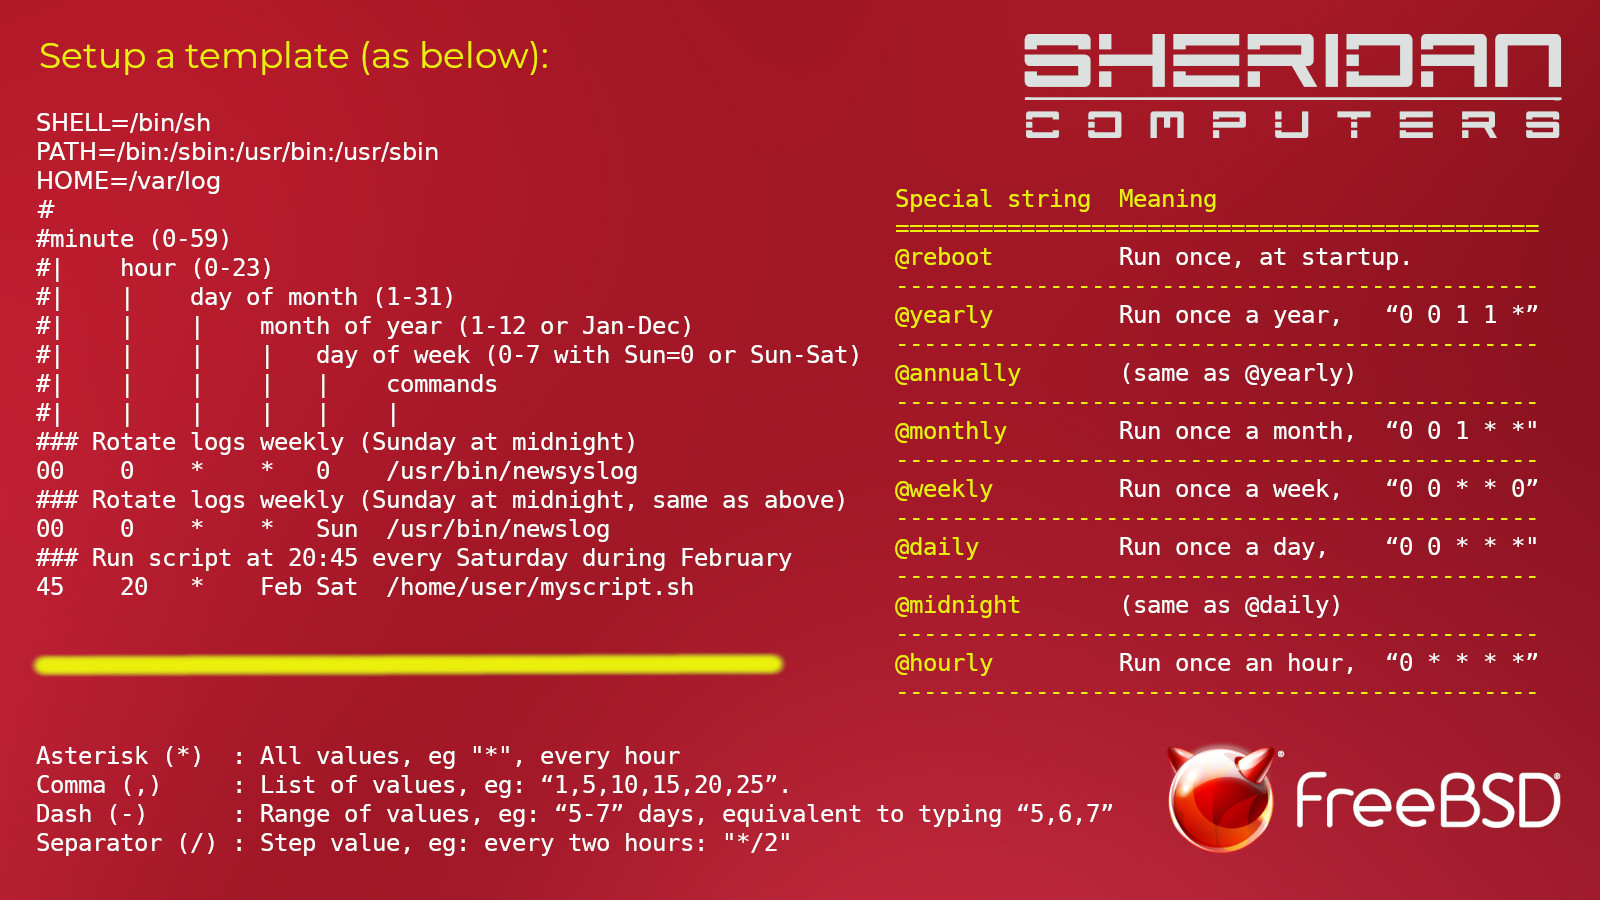 Setup a template (as below):
SHELL=/bin/sh
PATH=/bin:/sbin:/usr/bin:/usr/sbin
HOME=/var/log
#
#minute (0-59)
#|    hour (0-23)
#|    |    day of month (1-31)
#|    |    |    month of year (1-12 or Jan-Dec)
#|    |    |    |   day of week (0-7 with Sun=0 or Sun-Sat)
#|    |    |    |   |    commands
#|    |    |    |   |    |
### Rotate logs weekly (Sunday at midnight)
00    0    *    *   0    /usr/bin/newsyslog
### Rotate logs weekly (Sunday at midnight, same as above)
00    0    *    *   Sun  /usr/bin/newslog
### Run script at 20:45 every Saturday during February
45    20   *    Feb Sat  /home/user/myscript.sh
SHERIDAN
COMPUTERS
Special string  Meaning
==============================================
@reboot         Run once, at startup.
----------------------------------------------
@yearly         Run once a year,   “0 0 1 1 *”
----------------------------------------------
@annually       (same as @yearly)
----------------------------------------------
@monthly        Run once a month,  “0 0 1 * *"
----------------------------------------------
@weekly         Run once a week,   “0 0 * * 0”
----------------------------------------------
@daily          Run once a day,    “0 0 * * *"
----------------------------------------------
@midnight       (same as @daily)
----------------------------------------------
@hourly         Run once an hour,  “0 * * * *”
----------------------------------------------
Asterisk (*)  : All values, eg "*", every hour
Comma (,)     : List of values, eg: “1,5,10,15,20,25”.
Dash (-)      : Range of values, eg: “5-7” days, equivalent to typing “5,6,7”
Separator (/) : Step value, eg: every two hours: "*/2"
® FreeBSD®